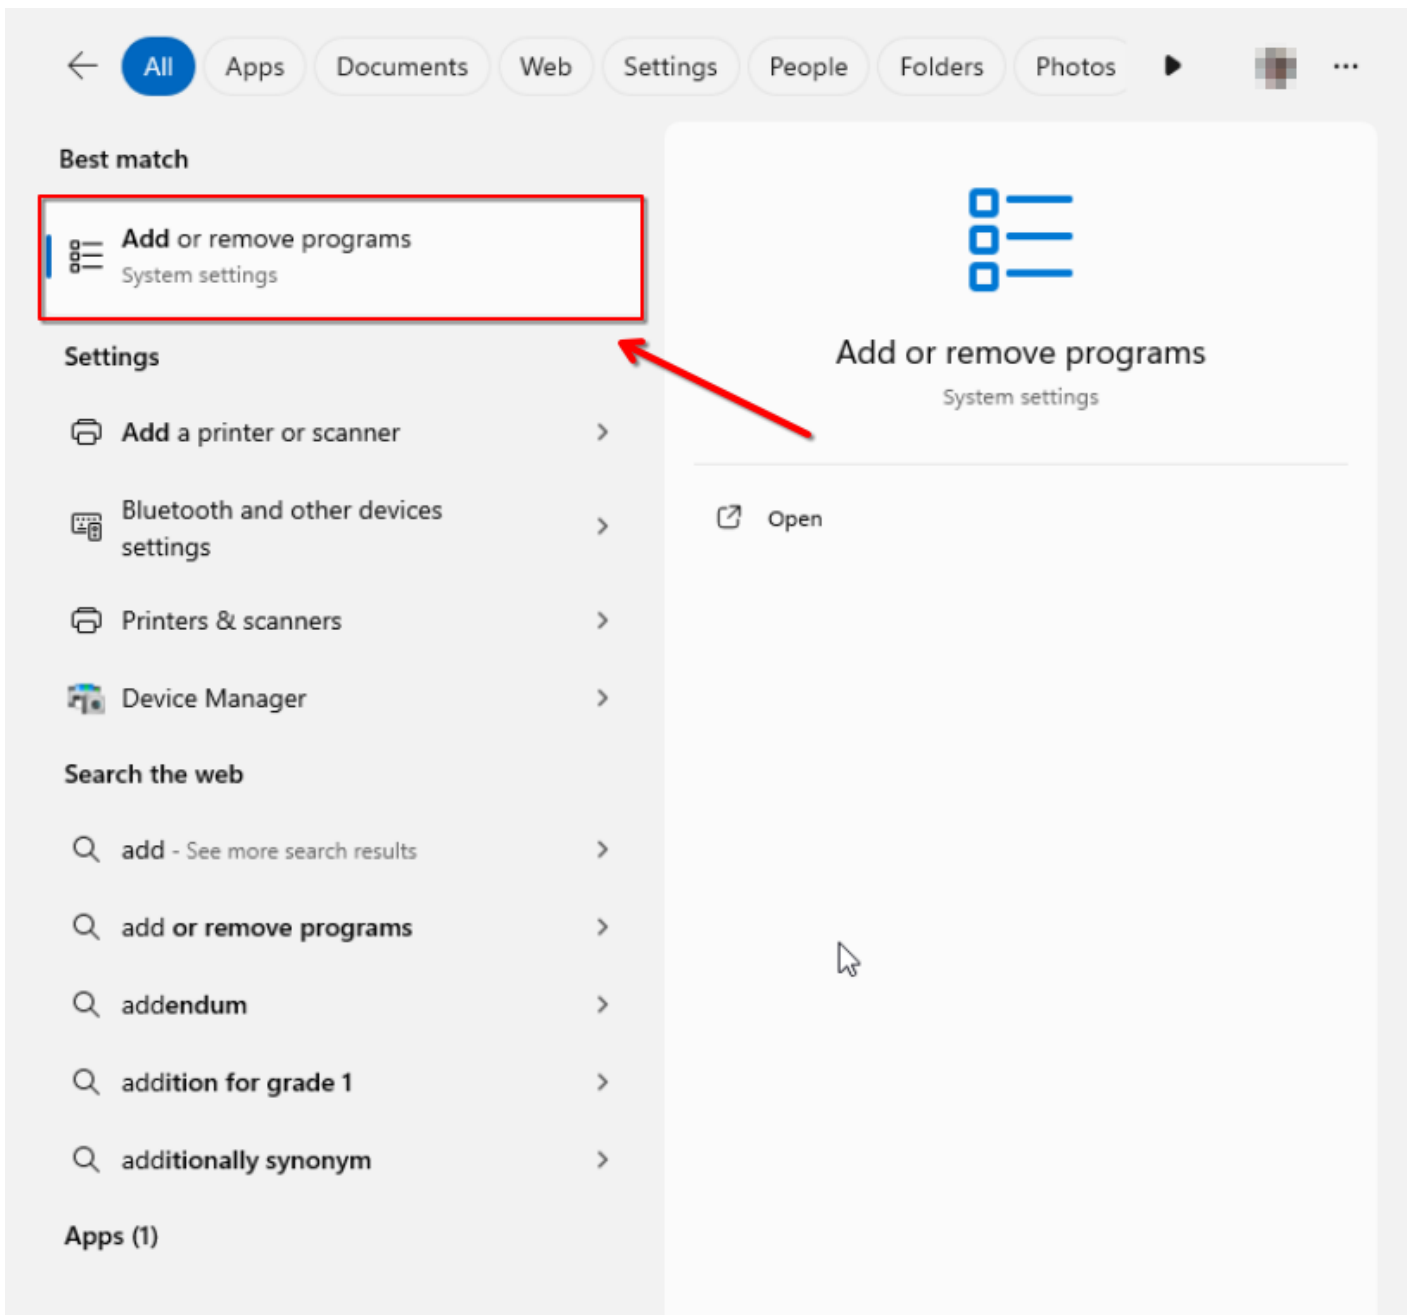 All Apps Documents Web Settings People Folders Photos
Best match
Add or remove programs
System settings
Settings
Add a printer or scanner
Bluetooth and other devices
settings
Printers & scanners
Device Manager
Search the web
add - See more search results
add or remove programs
addendum
addition for grade 1
additionally synonym
Apps (1)
Add or remove programs
System settings
Open